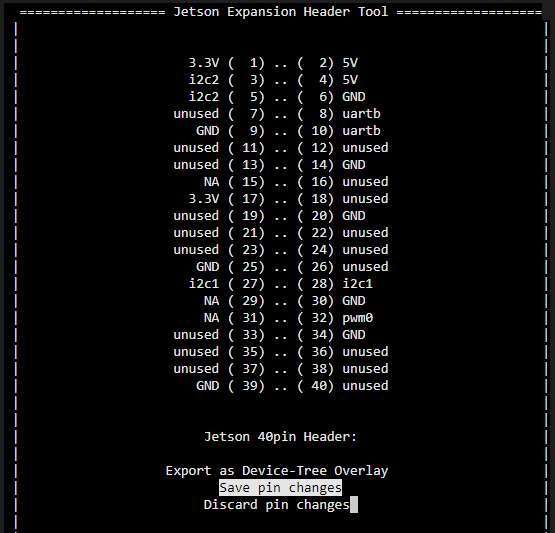 =================== Jetson Expansion Header Tool ===================
3.3V ( 1) .. ( 2) 5V
i2c2 ( 3) .. ( 4) 5V
i2c2 ( 5) .. ( 6) GND
unused ( 7) .. ( 8) uartb
GND ( 9) .. ( 10) uartb
unused ( 11) .. ( 12) unused
unused ( 13) .. ( 14) GND
NA ( 15) .. ( 16) unused
3.3V ( 17) .. ( 18) unused
unused ( 19) .. ( 20) GND
unused ( 21) .. ( 22) unused
unused ( 23) .. ( 24) unused
GND ( 25) .. ( 26) unused
i2c1 ( 27) .. ( 28) i2c1
NA ( 29) .. ( 30) GND
NA ( 31) .. ( 32) pwm0
unused ( 33) .. ( 34) GND
unused ( 35) .. ( 36) unused
unused ( 37) .. ( 38) unused
GND ( 39) .. ( 40) unused
Jetson 40pin Header:
Export as Device-Tree Overlay
Save pin changes
Discard pin changes